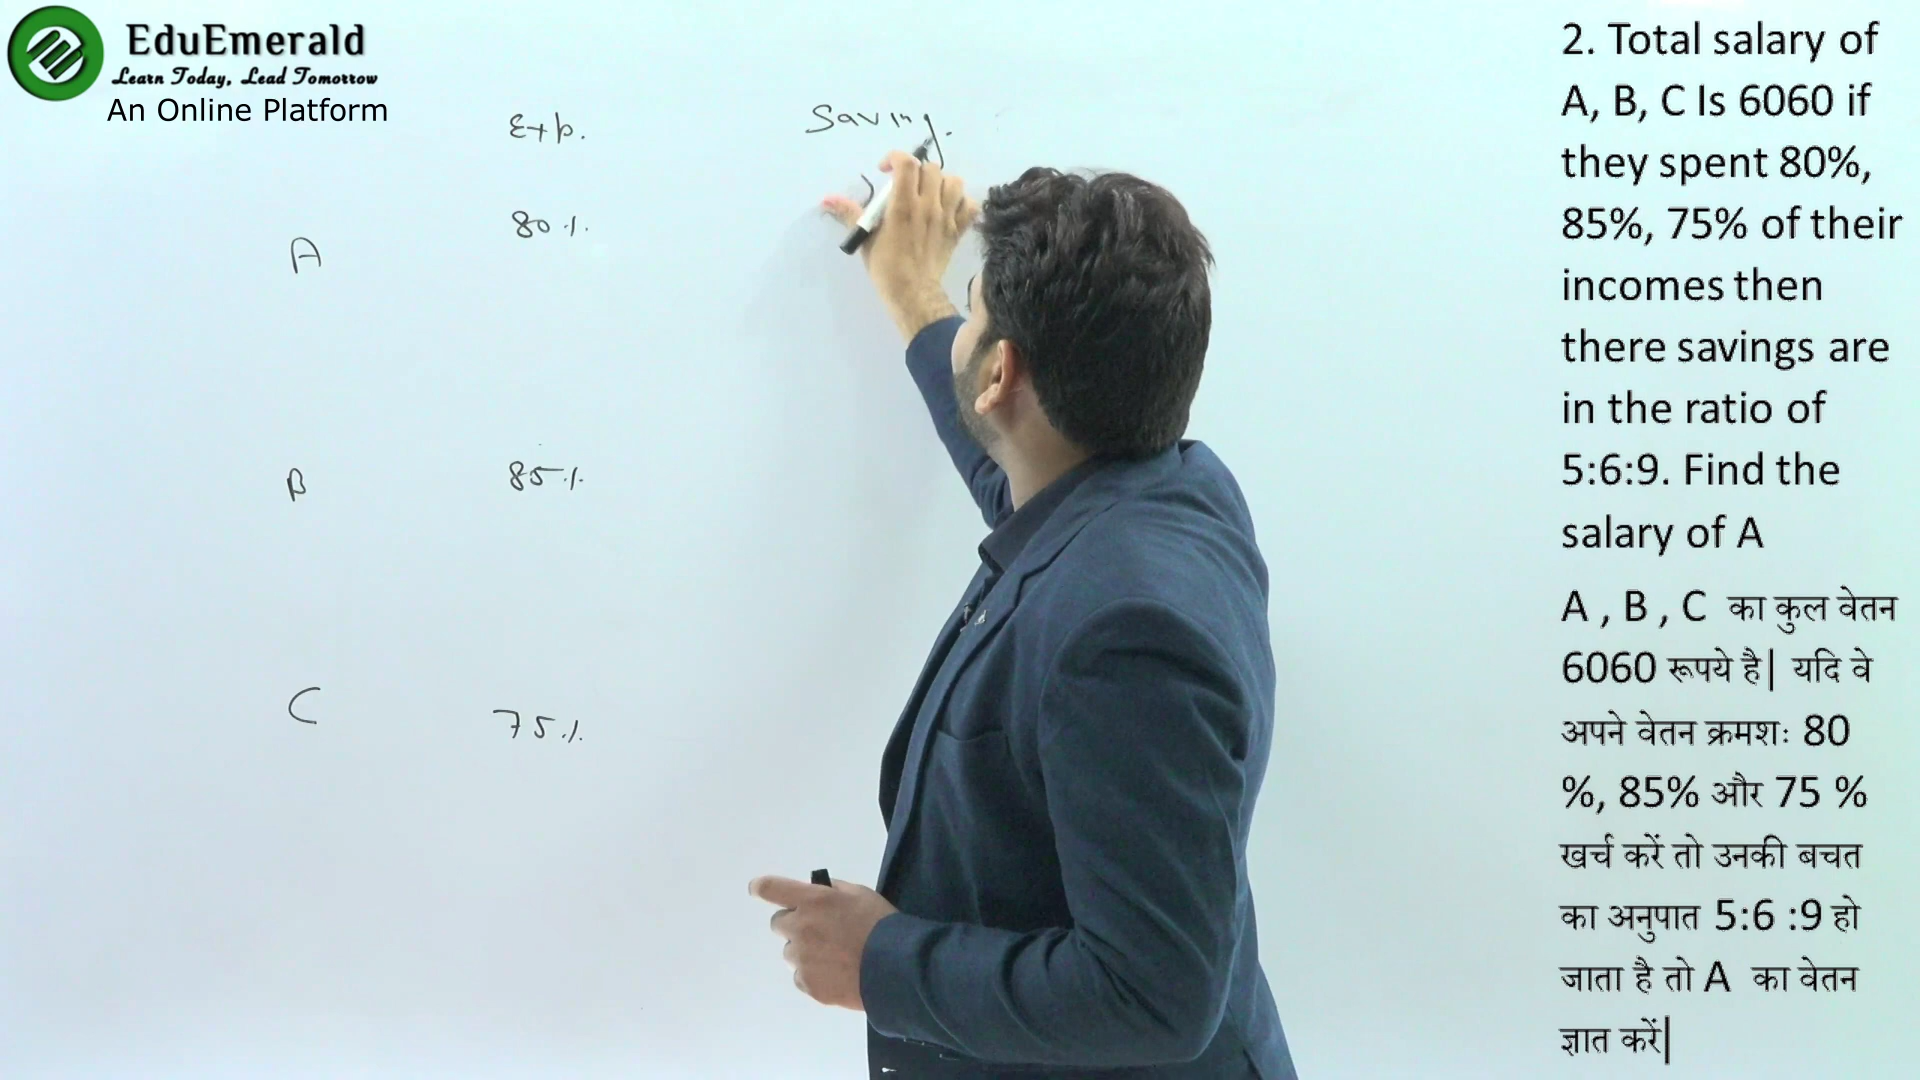 EduEmerald
Learn Today, Lead Tomorrow
An Online Platform
Exp.
Saving.
A
80%.
B
85%.
C
75%.
2. Total salary of
A, B, C Is 6060 if
they spent 80%,
85%, 75% of their
incomes then
there savings are
in the ratio of
5:6:9. Find the
salary of A
A , B , C का कुल वेतन
6060 रूपये है| यदि वे
अपने वेतन क्रमशः 80
%, 85% और 75 %
खर्च करें तो उनकी बचत
का अनुपात 5:6 :9 हो
जाता है तो A का वेतन
ज्ञात करें|